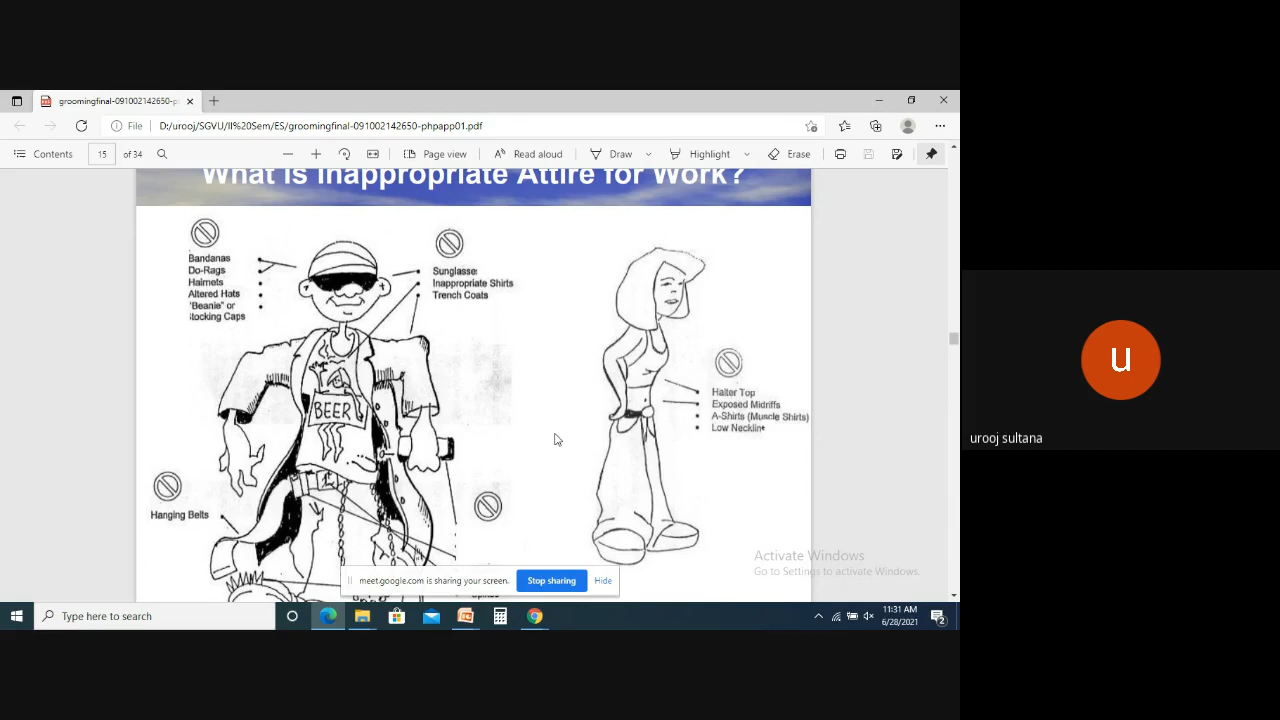 groomingfinal-091002142650-p
File
D:/urooj/SGVU/II%20Sem/ES/groomingfinal-091002142650-phpapp01.pdf
Contents
15
of 34
Page view
Read aloud
Draw
Highlight
Erase
What is Inappropriate Attire for Work?
Bandanas
Do-Rags
Hairnets
Altered Hats
"Beanie" or
Stocking Caps
Sunglasses
Inappropriate Shirts
Trench Coats
BEER
Halter Top
Exposed Midriffs
A-Shirts (Muscle Shirts)
Low Neckline
Hanging Belts
meet.google.com is sharing your screen.
Stop sharing
Hide
Activate Windows
Go to Settings to activate Windows.
Type here to search
11:31 AM
6/28/2021
2
u
urooj sultana